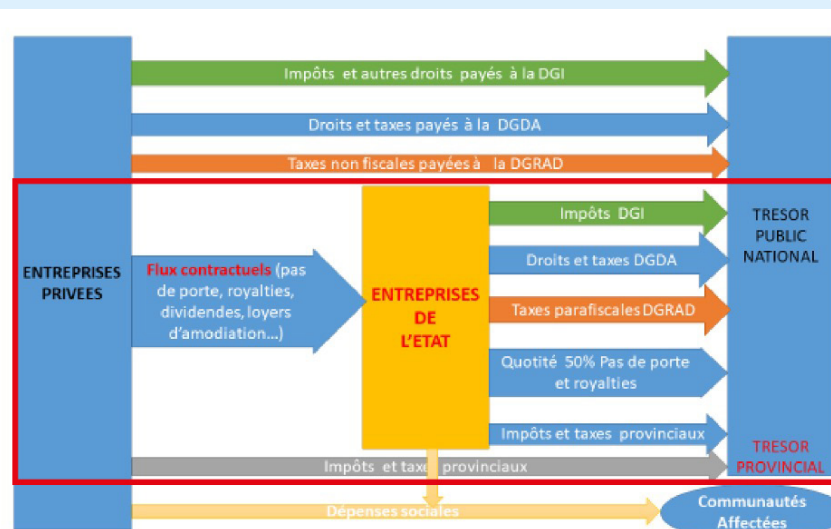 Impôts et autres droits payés à la DGI
Droits et taxes payés à la DGDA
Taxes non fiscales payées à la DGRAD
ENTREPRISES
PRIVEES
Flux contractuels (pas
de porte, royalties,
dividendes, loyers
d'amodiation...)
ENTREPRISES
DE
L'ETAT
Impôts DGI
Droits et taxes DGDA
Taxes parafiscales DGRAD
Quotité 50% Pas de porte
et royalties
Impôts et taxes provinciaux
TRESOR
PUBLIC
NATIONAL
TRESOR
PROVINCIAL
Impôts et taxe provinciaux
Dépenses sociales
Communautés
Affectées